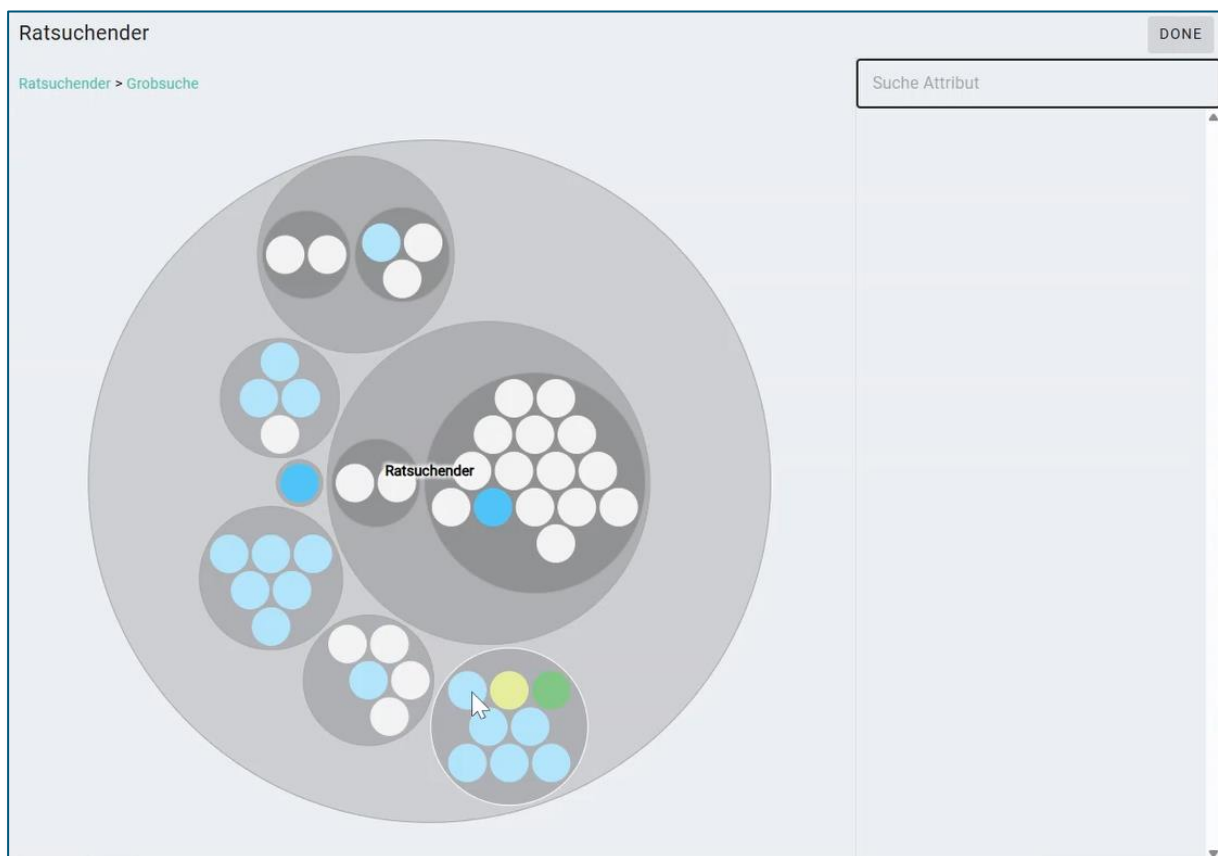 Ratsuchender
DONE
Ratsuchender > Grobsuche
Suche Attribut
Ratsuchender